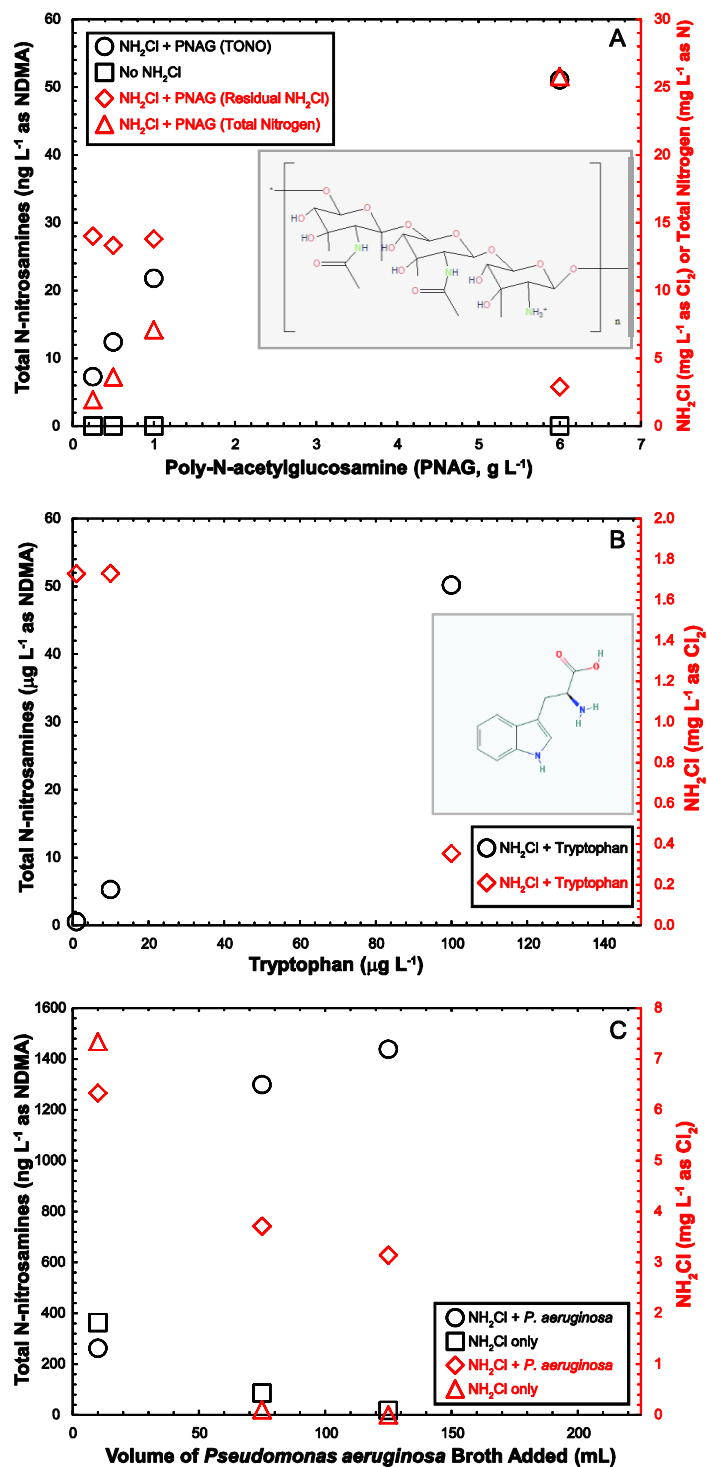 A
NH₂Cl + PNAG (TONO)
No NH₂Cl
NH₂Cl + PNAG (Residual NH₂Cl)
NH₂Cl + PNAG (Total Nitrogen)
Total N-nitrosamines (ng L⁻¹ as NDMA)
NH₂Cl (mg L⁻¹ as Cl₂) or Total Nitrogen (mg L⁻¹ as N)
60
50
40
30
20
10
0
30
25
20
15
10
5
0
O
HO
O
O
O
HO
NH
O
HO
O
O
HO
NH
O
HO
O
O
HO
NH₃⁺
n
0 1 2 3 4 5 6 7
Poly-N-acetylglucosamine (PNAG, g L⁻¹)
B
Total N-nitrosamines (μg L⁻¹ as NDMA)
NH₂Cl (mg L⁻¹ as Cl₂)
60
50
40
30
20
10
0
2.0
1.8
1.6
1.4
1.2
1.0
0.8
0.6
0.4
0.2
0.0
O
H
O
N
H
H
N
H
NH₂Cl + Tryptophan
NH₂Cl + Tryptophan
0 20 40 60 80 100 120 140
Tryptophan (μg L⁻¹)
C
Total N-nitrosamines (ng L⁻¹ as NDMA)
NH₂Cl (mg L⁻¹ as Cl₂)
1600
1400
1200
1000
800
600
400
200
0
8
7
6
5
4
3
2
1
0
NH₂Cl + P. aeruginosa
NH₂Cl only
NH₂Cl + P. aeruginosa
NH₂Cl only
0 50 100 150 200
Volume of Pseudomonas aeruginosa Broth Added (mL)